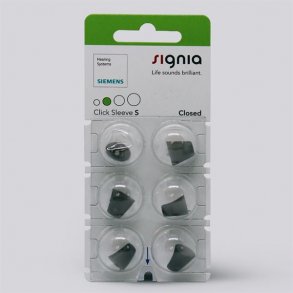 Hearing
Systems
SIEMENS
signia
Life sounds brilliant.
Click Sleeve S
Closed